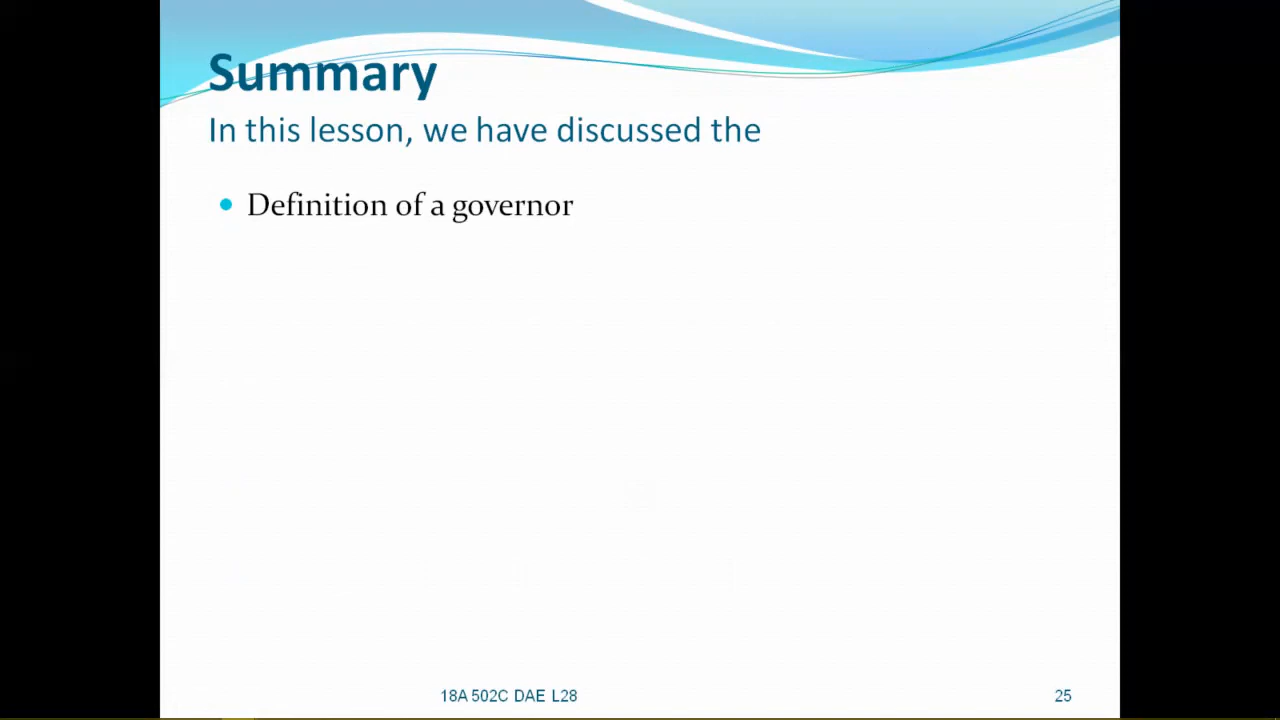 Summary
In this lesson, we have discussed the
Definition of a governor
18A 502C DAE L28
25